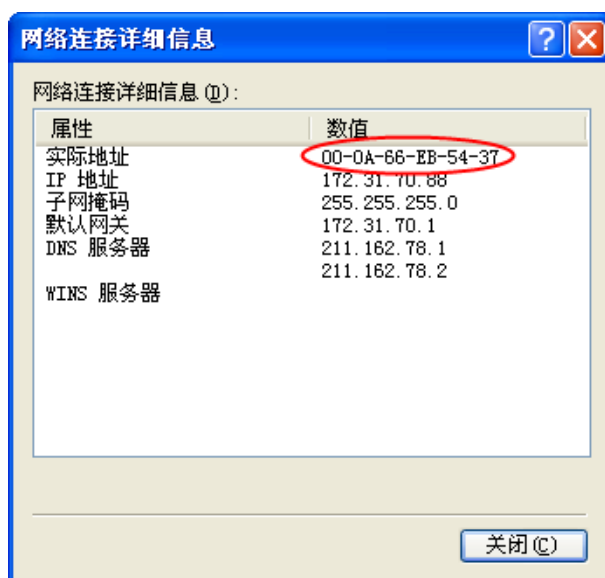 网络连接详细信息
网络连接详细信息(D):
属性 数值
实际地址 00-0A-66-EB-54-37
IP 地址 172.31.70.88
子网掩码 255.255.255.0
默认网关 172.31.70.1
DNS 服务器 211.162.78.1
211.162.78.2
WINS 服务器
关闭(C)